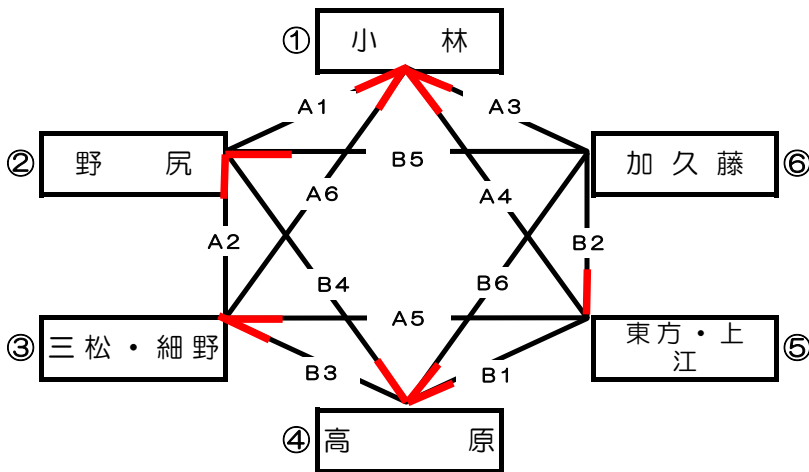 ① 小 林
A1
A3
② 野 尻
B5
加 久 藤 ⑥
A6
A4
A2
B2
B4
B6
③ 三 松 ・ 細 野
A5
東 方 ・ 上
江
⑤
B3
B1
④ 高 原